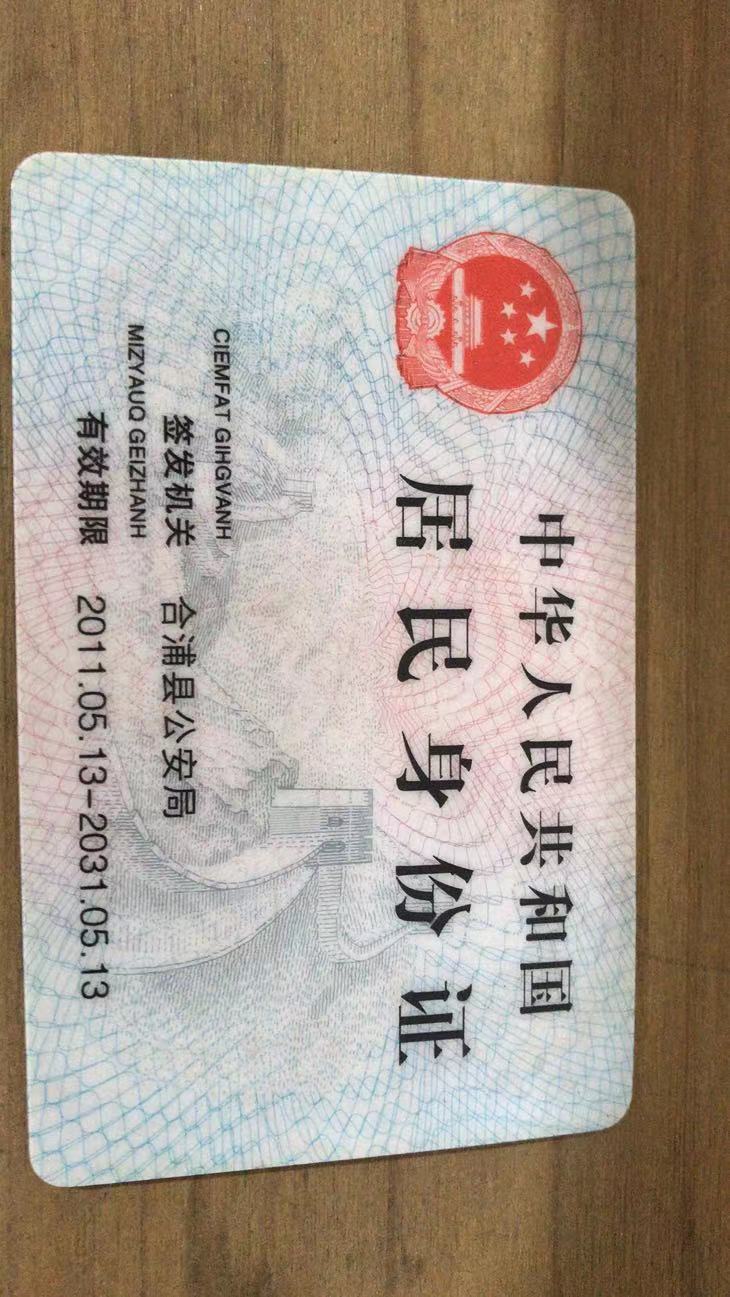 中华人民共和国
居民身份证
CIEMFAT GIHGVANH
签发机关 合浦县公安局
MIZYAUQ GEIZHANH
有效期限 2011.05.13-2031.05.13